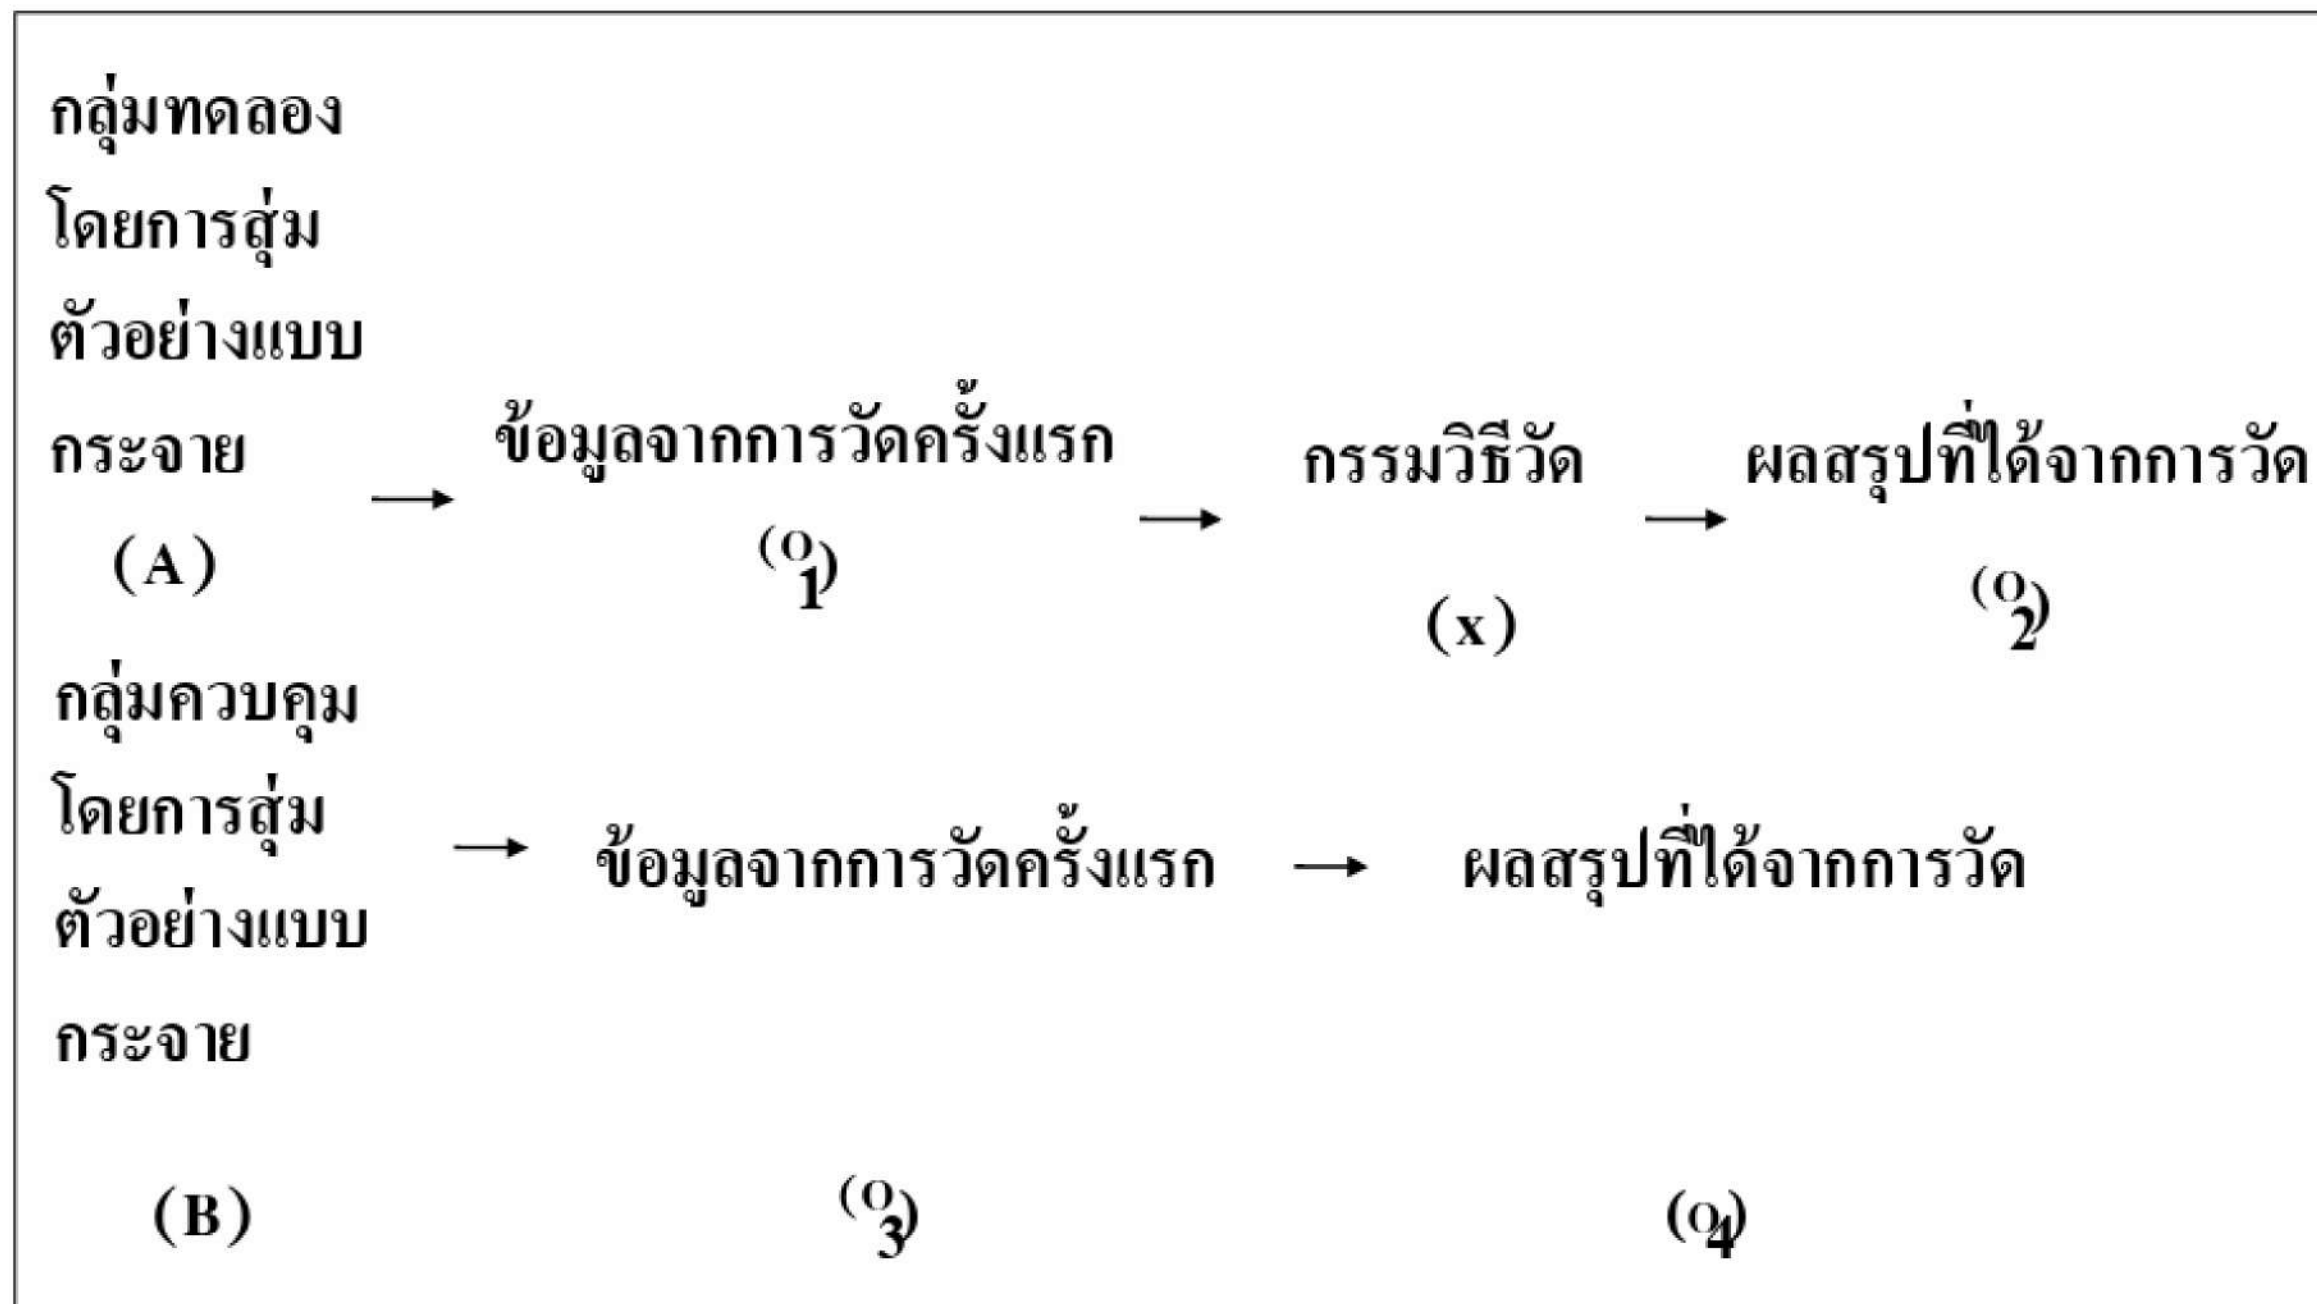 กลุ่มทดลอง
โดยการสุ่ม
ตัวอย่างแบบ
กระจาย → ข้อมูลจากการวัดครั้งแรก → กรรมวิธีวัด → ผลสรุปที่ได้จากการวัด
(A) (O1) (x) (O2)
กลุ่มควบคุม
โดยการสุ่ม → ข้อมูลจากการวัดครั้งแรก → ผลสรุปที่ได้จากการวัด
ตัวอย่างแบบ
กระจาย
(B) (O3) (O4)